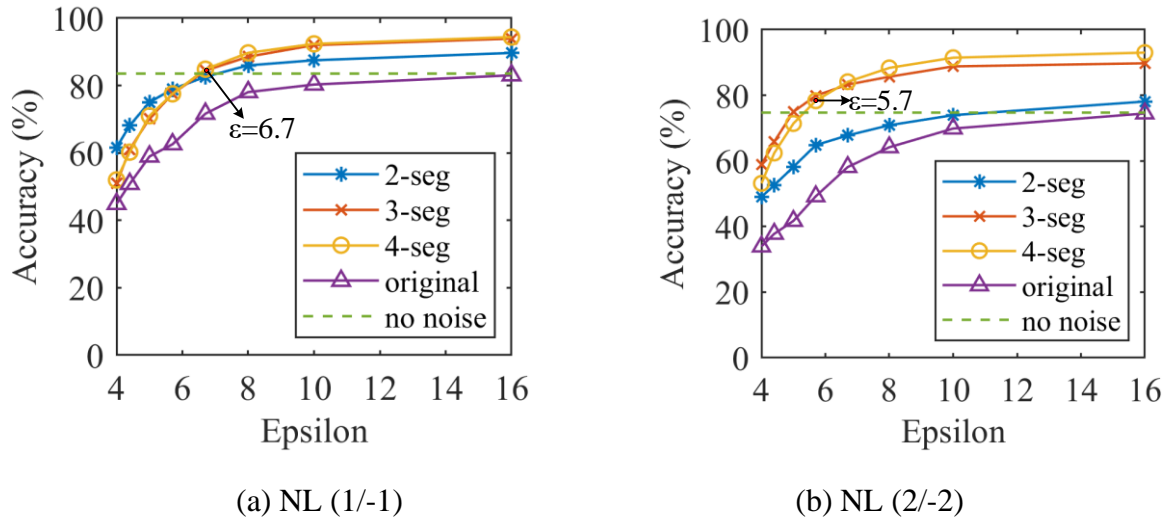 100
80
60
40
20
0
Accuracy (%)
4 6 8 10 12 14 16
Epsilon
ε=6.7
2-seg
3-seg
4-seg
original
no noise
(a) NL (1/-1)
100
80
60
40
20
0
Accuracy (%)
4 6 8 10 12 14 16
Epsilon
ε=5.7
2-seg
3-seg
4-seg
original
no noise
(b) NL (2/-2)